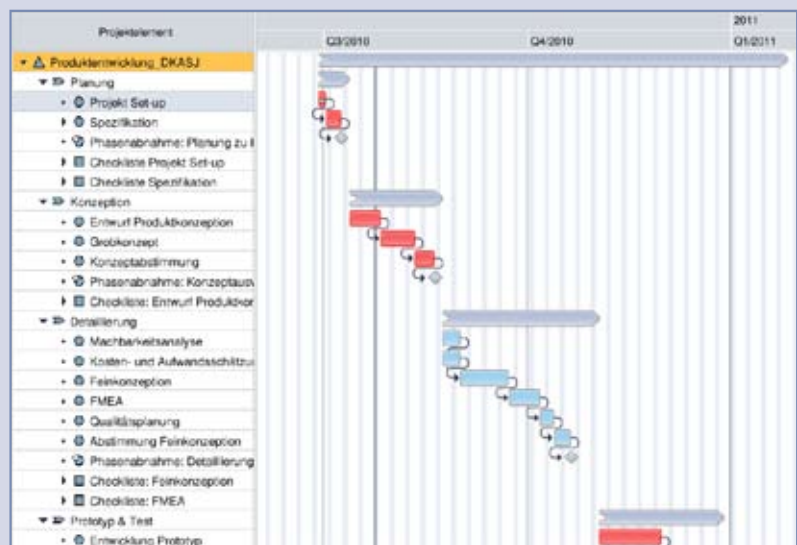 2011
Projektelement
Q3/2010 Q4/2010 Q1/2011
Produktentwicklung_DKASJ
Planung
Projekt Set-up
Spezifikation
Phasenabnahme: Planung zu
Checkliste Projekt Set-up
Checkliste Spezifikation
Konzeption
Entwurf Produktkonzeption
Grobkonzept
Konzeptabstimmung
Phasenabnahme: Konzeptausw
Checkliste: Entwurf Produktkor
Detaillierung
Machbarkeitsanalyse
Kosten- und Aufwandsschätzu
Feinkonzeption
FMEA
Qualitätsplanung
Abstimmung Feinkonzeption
Phasenabnahme: Detaillierung
Checkliste: Feinkonzeption
Checkliste: FMEA
Prototyp & Test
Entwicklung Prototyp